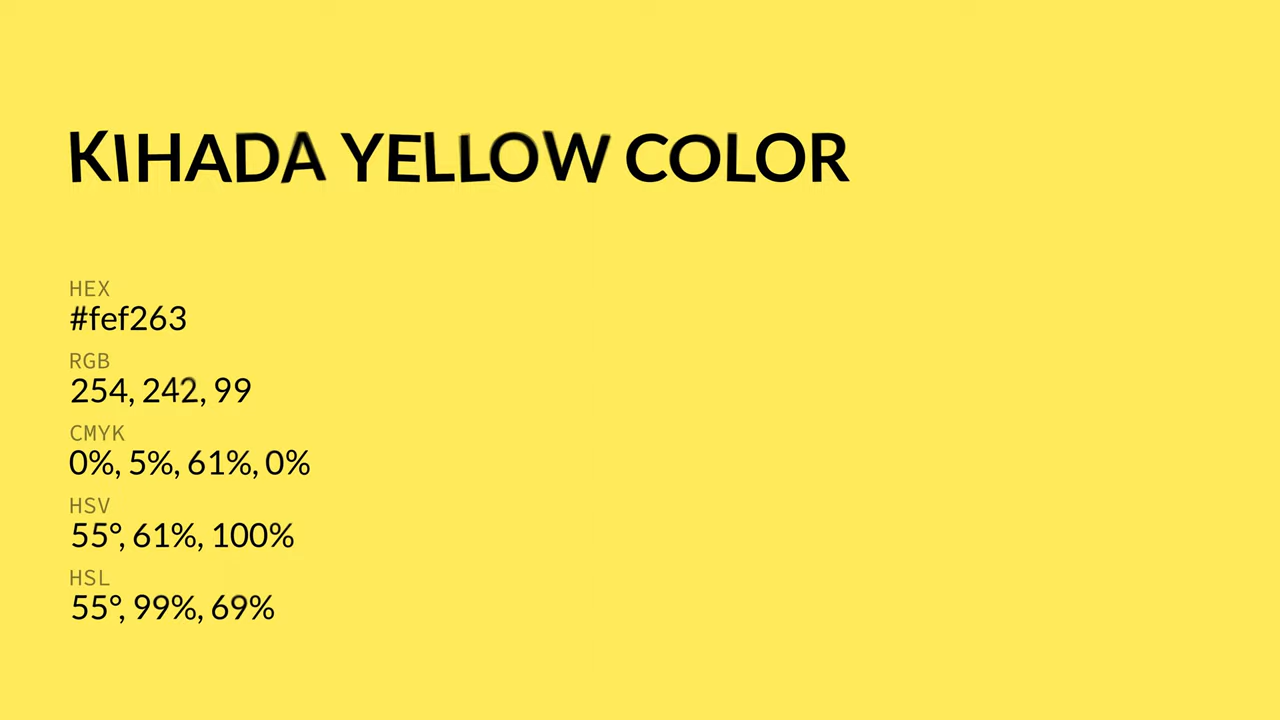 KIHADA YELLOW COLOR
HEX
#fef263
RGB
254, 242, 99
CMYK
0%, 5%, 61%, 0%
HSV
55°, 61%, 100%
HSL
55°, 99%, 69%